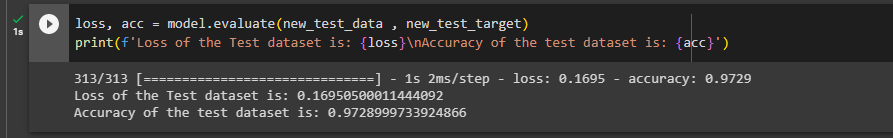 loss, acc = model.evaluate(new_test_data , new_test_target)
1s
print(f'Loss of the Test dataset is: {loss}\nAccuracy of the test dataset is: {acc}')
313/313 [==============================] - 1s 2ms/step - loss: 0.1695 - accuracy: 0.9729
Loss of the Test dataset is: 0.16950500011444092
Accuracy of the test dataset is: 0.9728999733924866